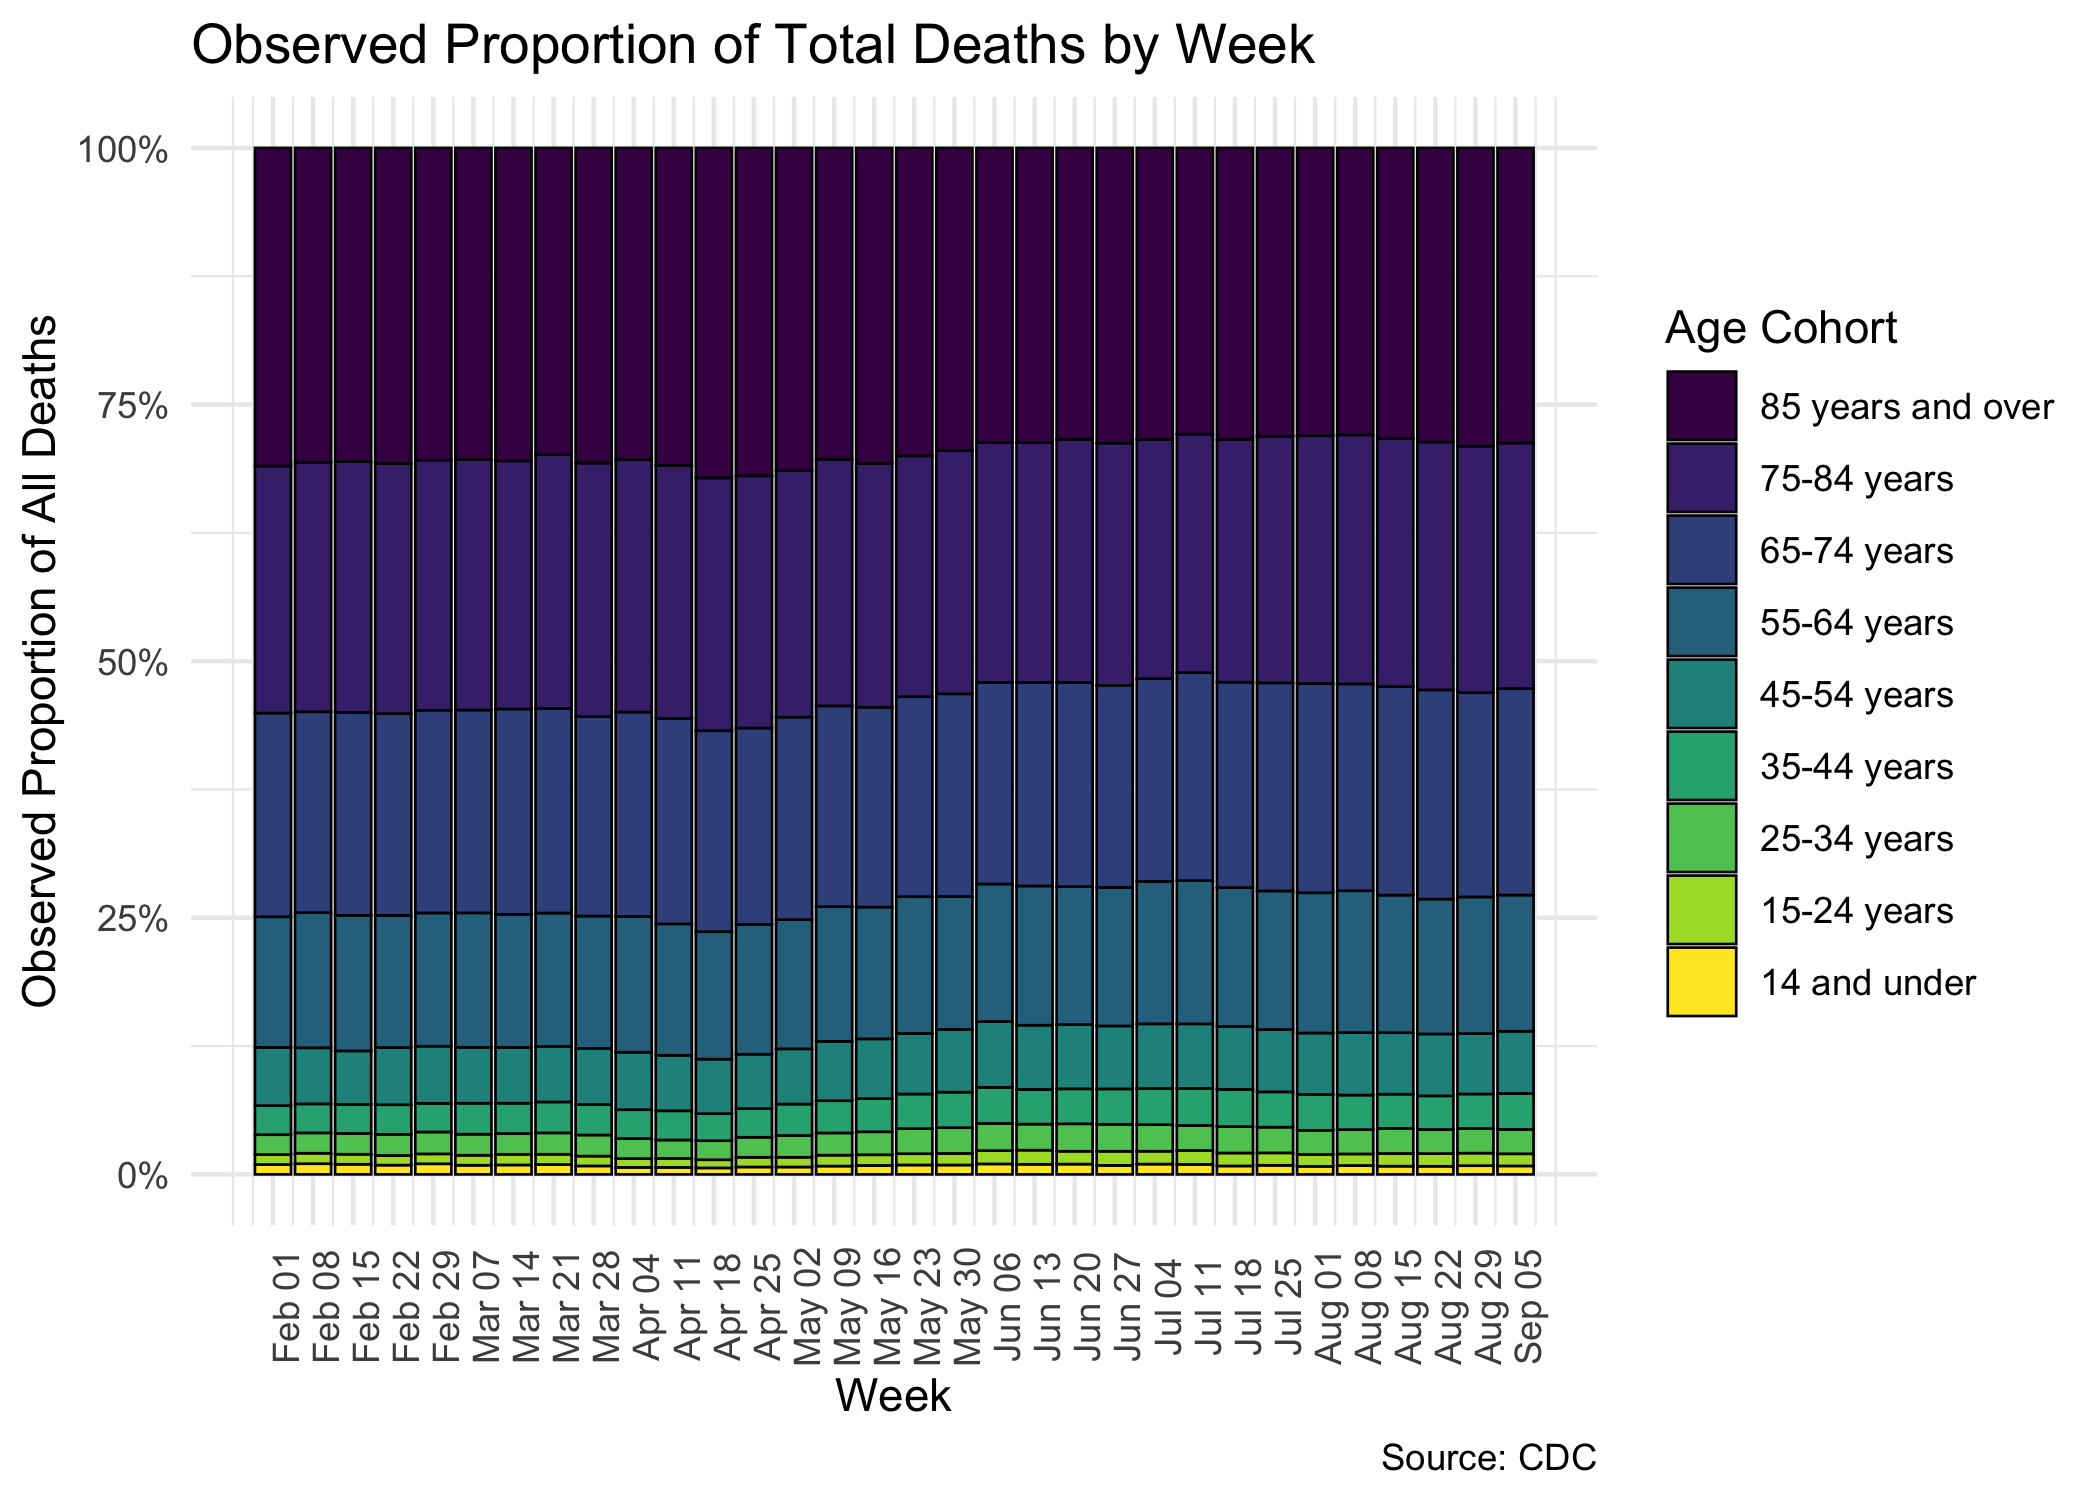 Observed Proportion of Total Deaths by Week
Observed Proportion of All Deaths
100%
75%
50%
25%
0%
Feb 01
Feb 08
Feb 15
Feb 22
Feb 29
Mar 07
Mar 14
Mar 21
Mar 28
Apr 04
Apr 11
Apr 18
Apr 25
May 02
May 09
May 16
May 23
May 30
Jun 06
Jun 13
Jun 20
Jun 27
Jul 04
Jul 11
Jul 18
Jul 25
Aug 01
Aug 08
Aug 15
Aug 22
Aug 29
Sep 05
Week
Age Cohort
85 years and over
75-84 years
65-74 years
55-64 years
45-54 years
35-44 years
25-34 years
15-24 years
14 and under
Source: CDC